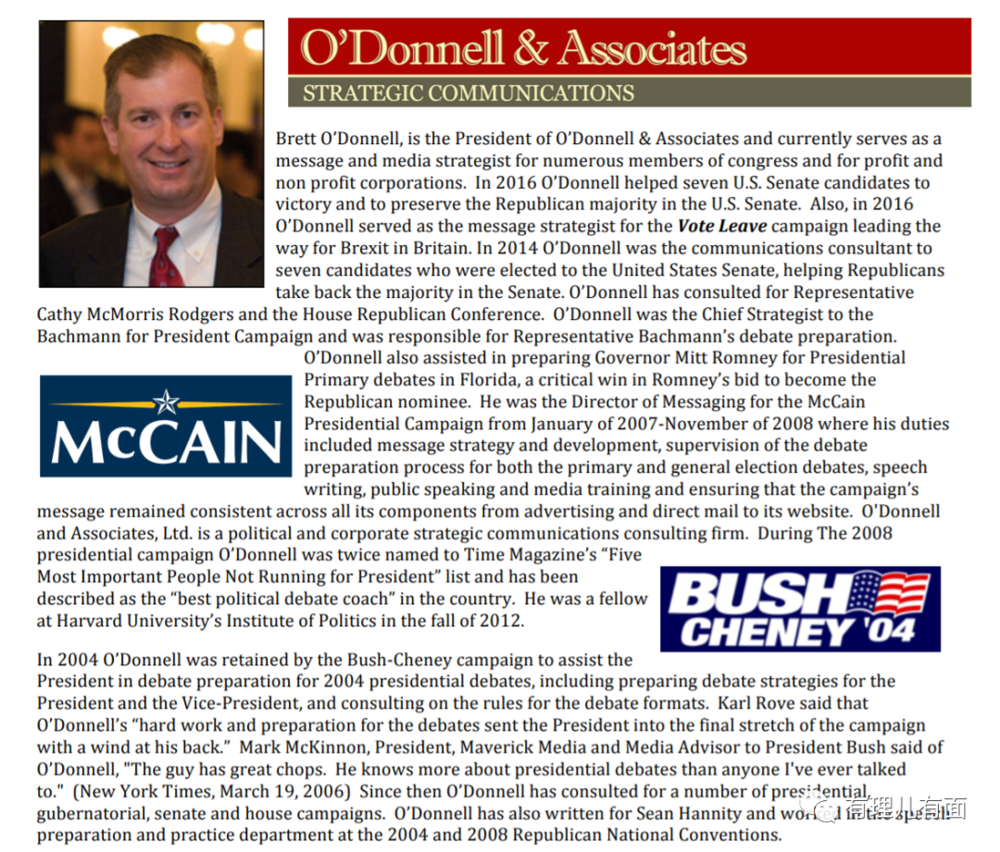 O'Donnell & Associates
STRATEGIC COMMUNICATIONS
Brett O'Donnell, is the President of O'Donnell & Associates and currently serves as a
message and media strategist for numerous members of congress and for profit and
non profit corporations.  In 2016 O'Donnell helped seven U.S. Senate candidates to
victory and to preserve the Republican majority in the U.S. Senate.  Also, in 2016
O'Donnell served as the message strategist for the Vote Leave campaign leading the
way for Brexit in Britain. In 2014 O'Donnell was the communications consultant to
seven candidates who were elected to the United States Senate, helping Republicans
take back the majority in the Senate. O'Donnell has consulted for Representative
Cathy McMorris Rodgers and the House Republican Conference.  O'Donnell was the Chief Strategist to the
Bachmann for President Campaign and was responsible for Representative Bachmann's debate preparation.
O'Donnell also assisted in preparing Governor Mitt Romney for Presidential
Primary debates in Florida, a critical win in Romney's bid to become the
Republican nominee.  He was the Director of Messaging for the McCain
Presidential Campaign from January of 2007-November of 2008 where his duties
included message strategy and development, supervision of the debate
preparation process for both the primary and general election debates, speech
writing, public speaking and media training and ensuring that the campaign's
McCAIN
message remained consistent across all its components from advertising and direct mail to its website.  O'Donnell
and Associates, Ltd. is a political and corporate strategic communications consulting firm.  During The 2008
presidential campaign O'Donnell was twice named to Time Magazine's "Five
Most Important People Not Running for President" list and has been
described as the "best political debate coach" in the country.  He was a fellow
at Harvard University's Institute of Politics in the fall of 2012.
BUSH
CHENEY '04
In 2004 O'Donnell was retained by the Bush-Cheney campaign to assist the
President in debate preparation for 2004 presidential debates, including preparing debate strategies for the
President and the Vice-President, and consulting on the rules for the debate formats.  Karl Rove said that
O'Donnell's "hard work and preparation for the debates sent the President into the final stretch of the campaign
with a wind at his back."  Mark McKinnon, President, Maverick Media and Media Advisor to President Bush said of
O'Donnell, "The guy has great chops.  He knows more about presidential debates than anyone I've ever talked
to."  (New York Times, March 19, 2006)  Since then O'Donnell has consulted for a number of presidential,
gubernatorial, senate and house campaigns.  O'Donnell has also written for Sean Hannity and worked in the speech
preparation and practice department at the 2004 and 2008 Republican National Conventions.
有理儿有面